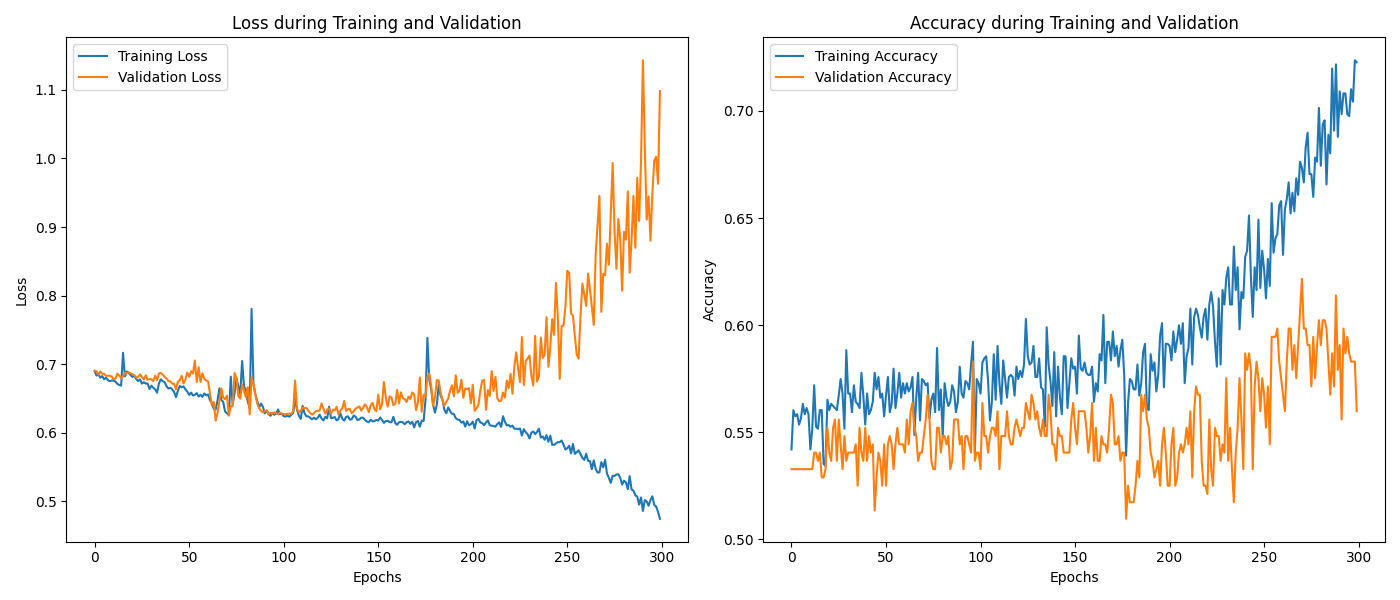 Loss during Training and Validation
Training Loss
Validation Loss
1.1
1.0
0.9
0.8
0.7
0.6
0.5
Loss
0 50 100 150 200 250 300
Epochs
Accuracy during Training and Validation
Training Accuracy
Validation Accuracy
0.70
0.65
0.60
0.55
0.50
Accuracy
0 50 100 150 200 250 300
Epochs